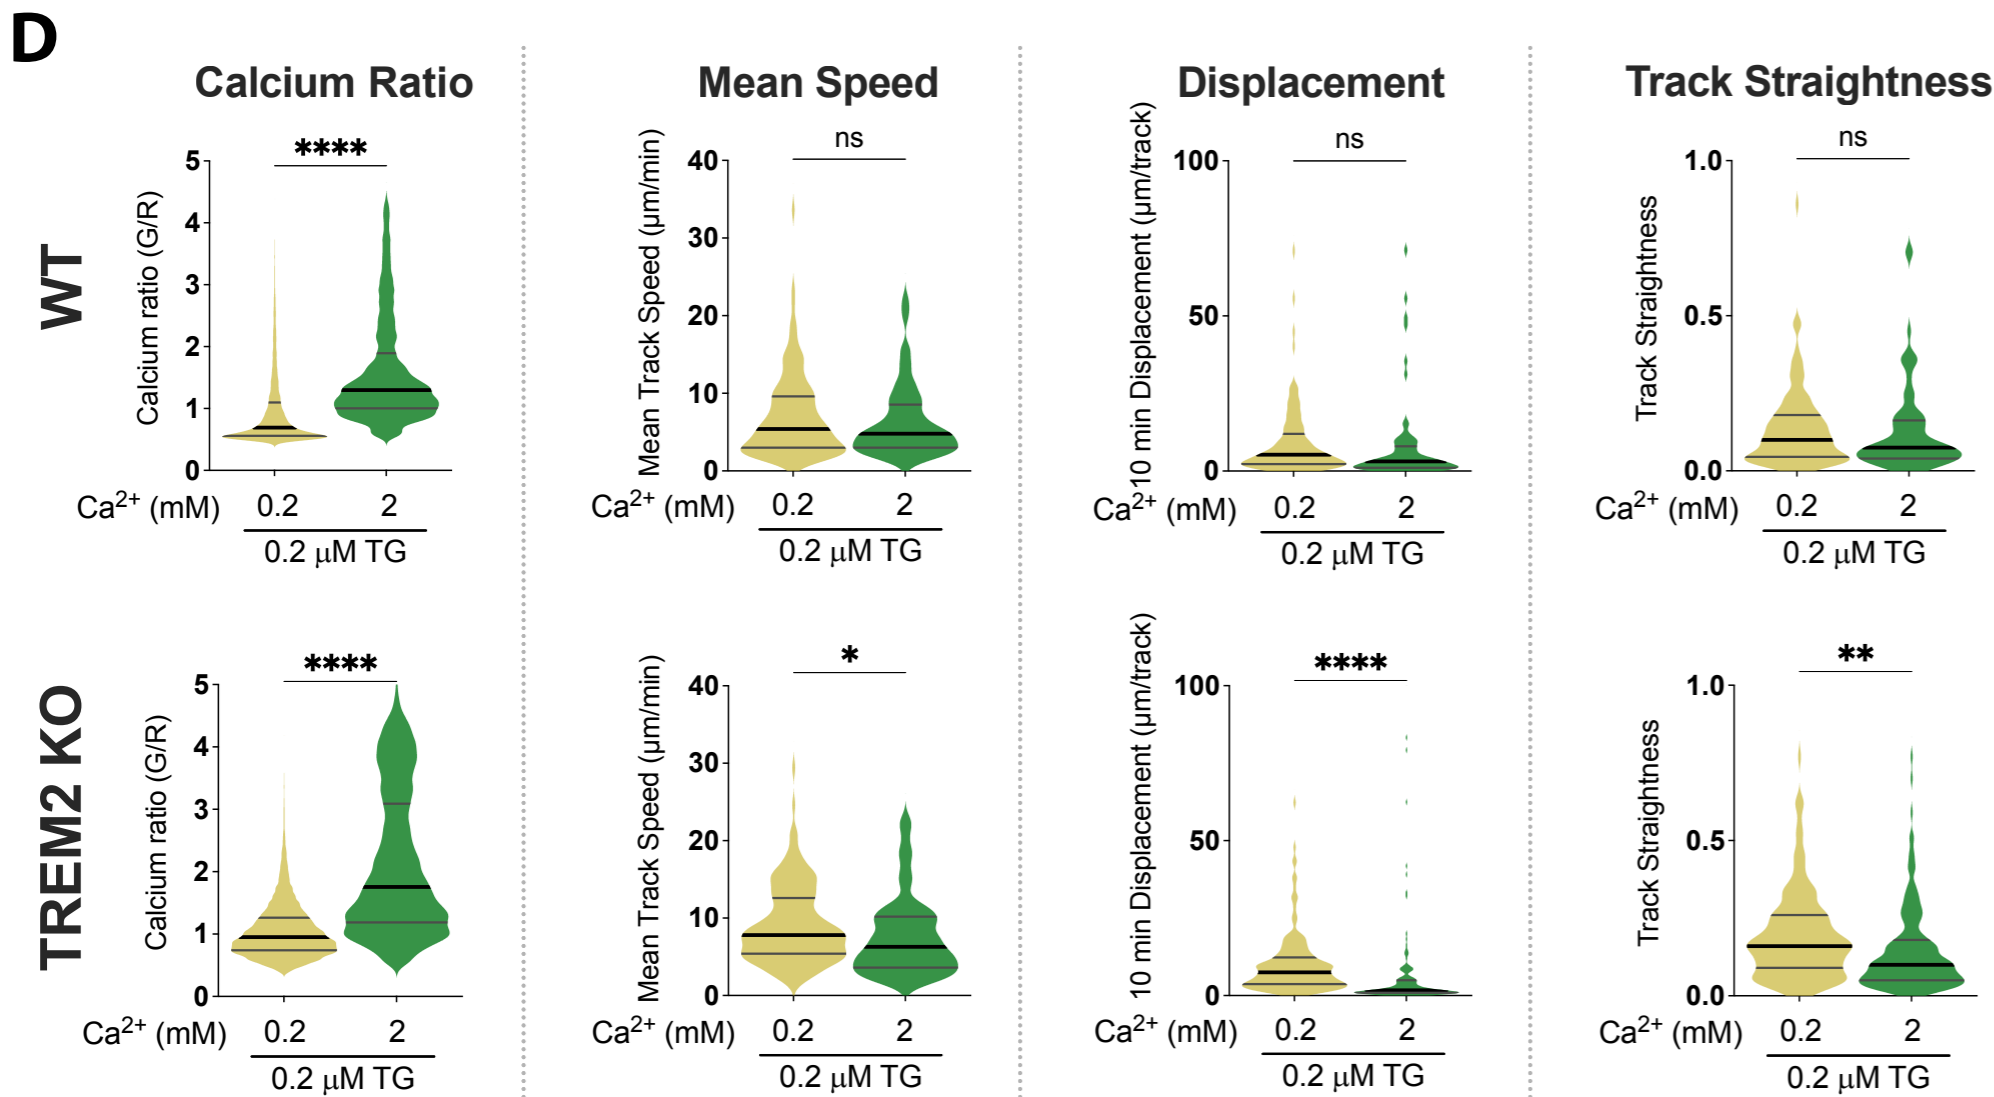 D
Calcium Ratio
Mean Speed
Displacement
Track Straightness
WT
Calcium ratio (G/R)
5
4
3
2
1
0
****
Ca2+ (mM)
0.2
2
0.2 μM TG
Mean Track Speed (μm/min)
40
30
20
10
0
ns
Ca2+ (mM)
0.2
2
0.2 μM TG
10 min Displacement (μm/track)
100
50
0
ns
Ca2+ (mM)
0.2
2
0.2 μM TG
Track Straightness
1.0
0.5
0.0
ns
Ca2+ (mM)
0.2
2
0.2 μM TG
TREM2 KO
Calcium ratio (G/R)
5
4
3
2
1
0
****
Ca2+ (mM)
0.2
2
0.2 μM TG
Mean Track Speed (μm/min)
40
30
20
10
0
*
Ca2+ (mM)
0.2
2
0.2 μM TG
10 min Displacement (μm/track)
100
50
0
****
Ca2+ (mM)
0.2
2
0.2 μM TG
Track Straightness
1.0
0.5
0.0
**
Ca2+ (mM)
0.2
2
0.2 μM TG